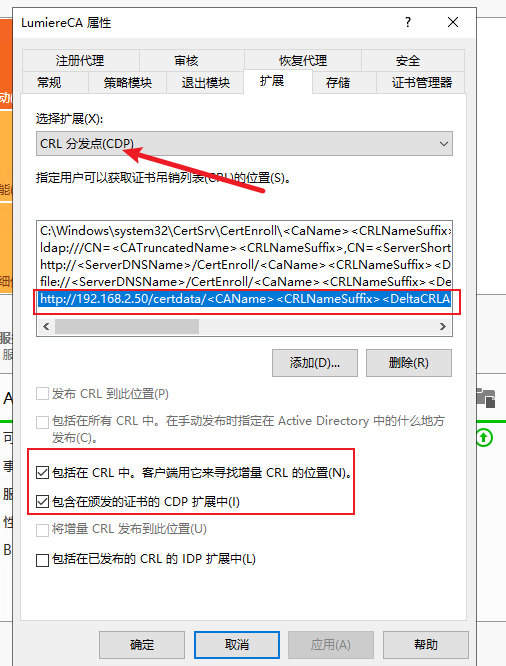 LumiereCA 属性
?
注册代理
审核
恢复代理
安全
常规
策略模块
退出模块
扩展
存储
证书管理器
选择扩展(X):
CRL 分发点(CDP)
指定用户可以获取证书吊销列表(CRL)的位置(S)。
C:\Windows\system32\CertSrv\CertEnroll\<CaName><CRLNameSuffix>
ldap:///CN=<CATruncatedName><CRLNameSuffix>,CN=<ServerShort
http://<ServerDNSName>/CertEnroll/<CaName><CRLNameSuffix><D
file://<ServerDNSName>/CertEnroll/<CaName><CRLNameSuffix><De
http://192.168.2.50/certdata/<CAName><CRLNameSuffix><DeltaCRLA
添加(D)...
删除(R)
发布 CRL 到此位置(P)
包括在所有 CRL 中。在手动发布时指定在 Active Directory 中的什么地方
发布(C)。
包括在 CRL 中。客户端用它来寻找增量 CRL 的位置(N)。
包含在颁发的证书的 CDP 扩展中(I)
将增量 CRL 发布到此位置(U)
包括在已发布的 CRL 的 IDP 扩展中(L)
确定
取消
应用(A)
帮助